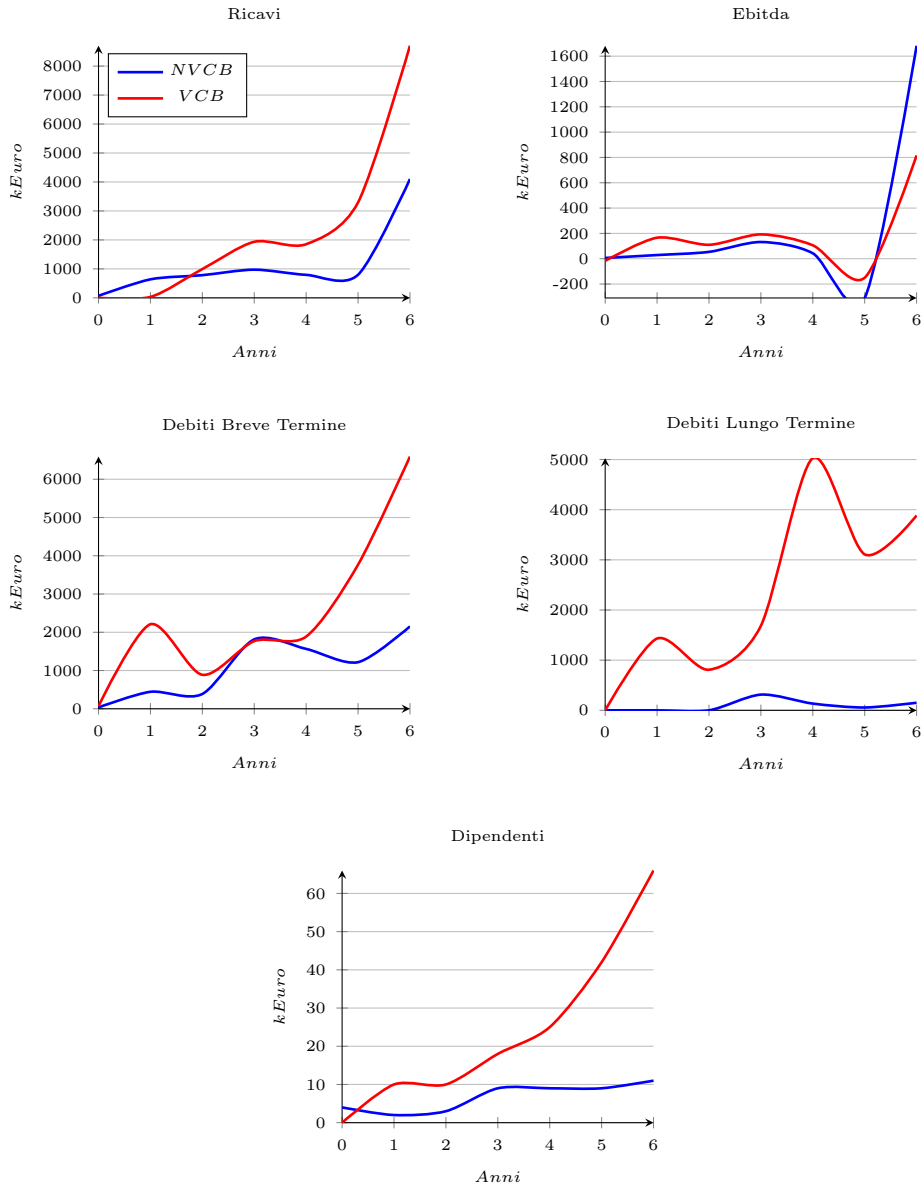 Ricavi
kEuro
8000
7000
6000
5000
4000
3000
2000
1000
0
NVCB
VCB
0 1 2 3 4 5 6
Anni
Ebitda
kEuro
1600
1400
1200
1000
800
600
400
200
0
-200
0 1 2 3 4 5 6
Anni
Debiti Breve Termine
kEuro
6000
5000
4000
3000
2000
1000
0
0 1 2 3 4 5 6
Anni
Debiti Lungo Termine
kEuro
5000
4000
3000
2000
1000
0
0 1 2 3 4 5 6
Anni
Dipendenti
kEuro
60
50
40
30
20
10
0
0 1 2 3 4 5 6
Anni